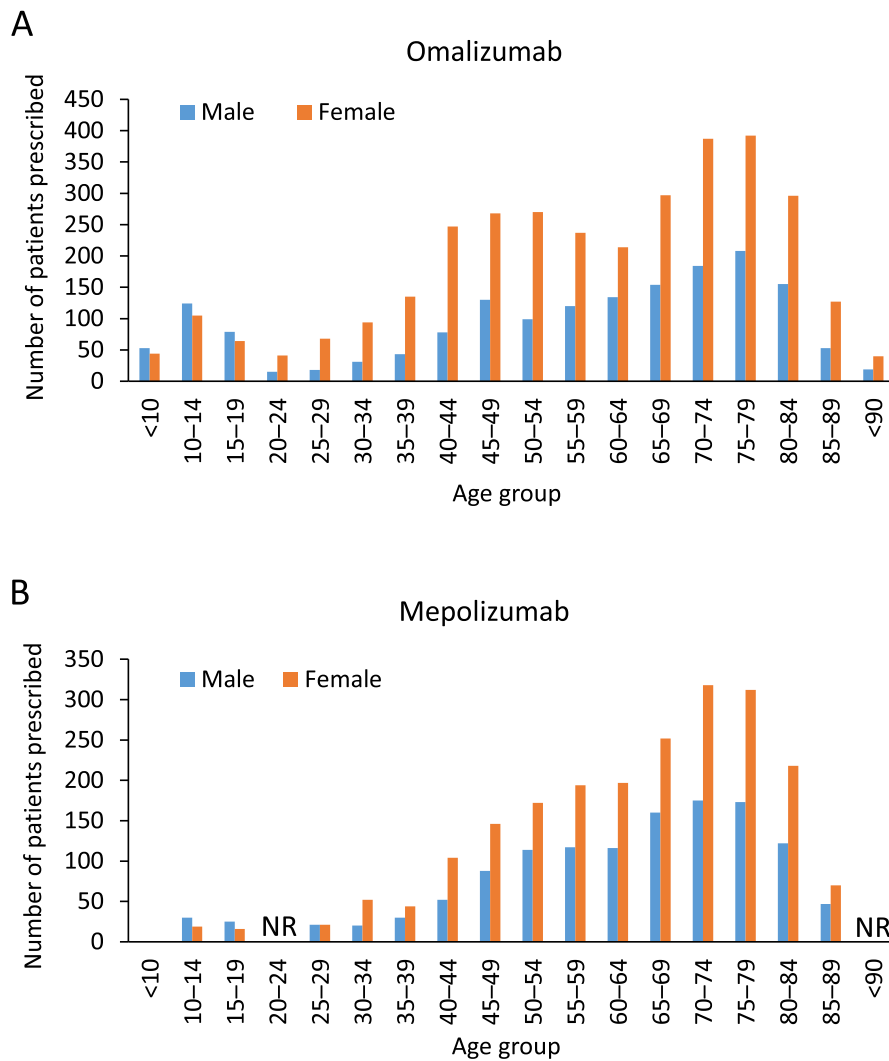 A
Omalizumab
Number of patients prescribed
Male Female
450
400
350
300
250
200
150
100
50
0
<10 10–14 15–19 20–24 25–29 30–34 35–39 40–44 45–49 50–54 55–59 60–64 65–69 70–74 75–79 80–84 85–89 <90
Age group
B
Mepolizumab
Number of patients prescribed
Male Female
350
300
250
200
150
100
50
0
NR NR
<10 10–14 15–19 20–24 25–29 30–34 35–39 40–44 45–49 50–54 55–59 60–64 65–69 70–74 75–79 80–84 85–89 <90
Age group